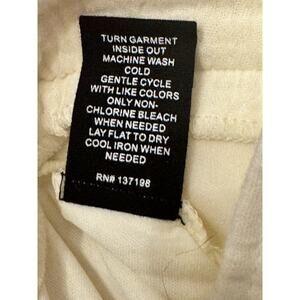 TURN GARMENT
INSIDE OUT
MACHINE WASH
COLD
GENTLE CYCLE
WITH LIKE COLORS
ONLY NON-
CHLORINE BLEACH
WHEN NEEDED
LAY FLAT TO DRY
COOL IRON WHEN
NEEDED
RN# 137198